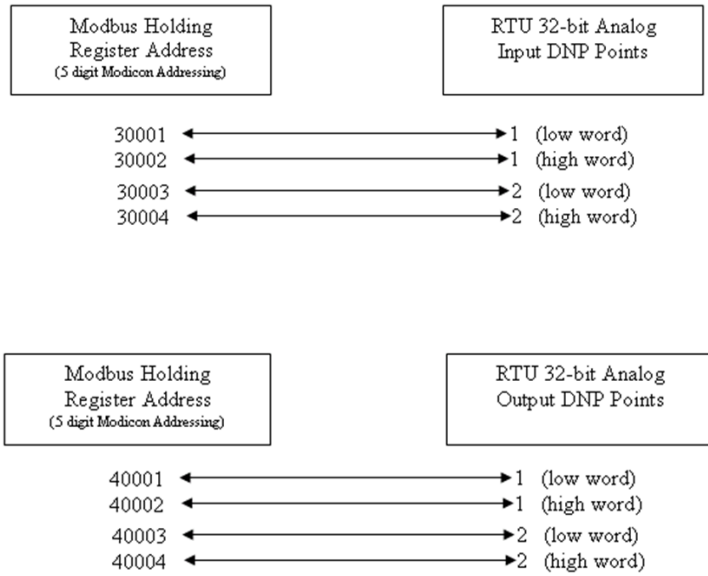 Modbus Holding
Register Address
(5 digit Modicon Addressing)
RTU 32-bit Analog
Input DNP Points
30001 1 (low word)
30002 1 (high word)
30003 2 (low word)
30004 2 (high word)
Modbus Holding
Register Address
(5 digit Modicon Addressing)
RTU 32-bit Analog
Output DNP Points
40001 1 (low word)
40002 1 (high word)
40003 2 (low word)
40004 2 (high word)